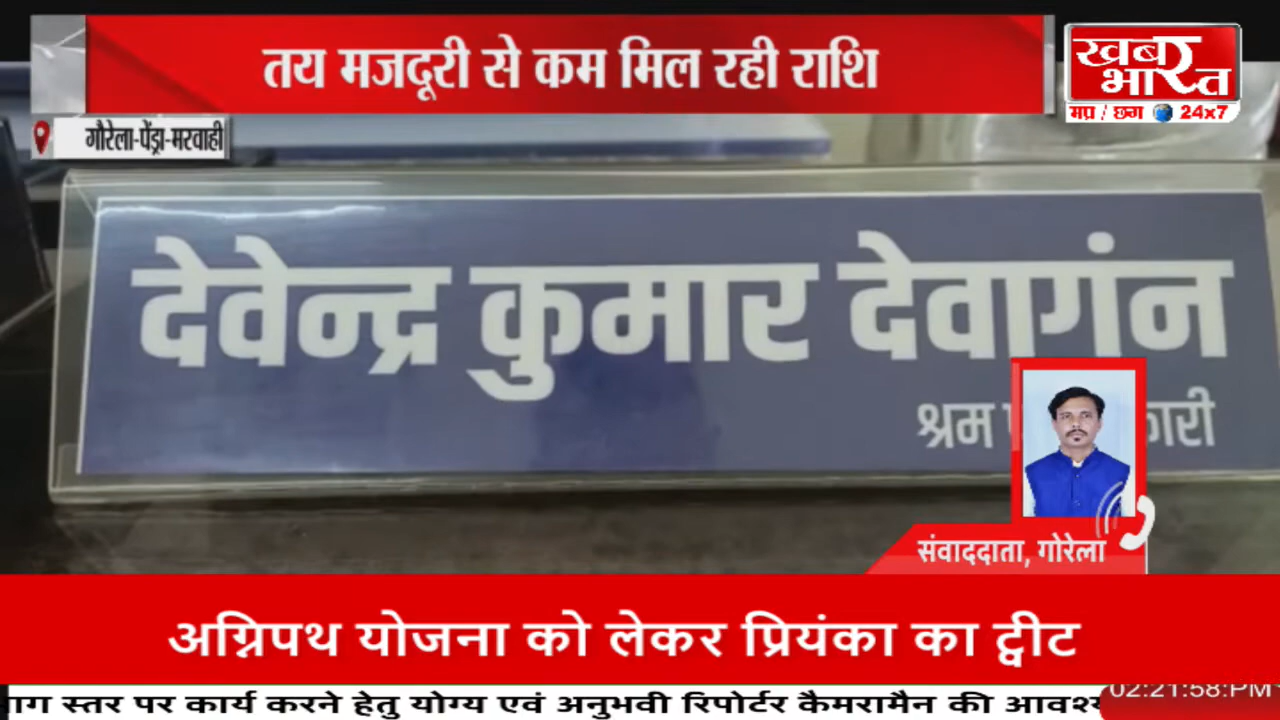 तय मजदूरी से कम मिल रही राशि
खबर भारत
मप्र / छग 24x7
गौरेला-पेंड्रा-मरवाही
देवेन्द्र कुमार देवागंन
श्रम
संवाददाता, गोरेला
अग्निपथ योजना को लेकर प्रियंका का ट्वीट
स्तर पर कार्य करने हेतु योग्य एवं अनुभवी रिपोर्टर कैमरामैन की
02:21:58:PM